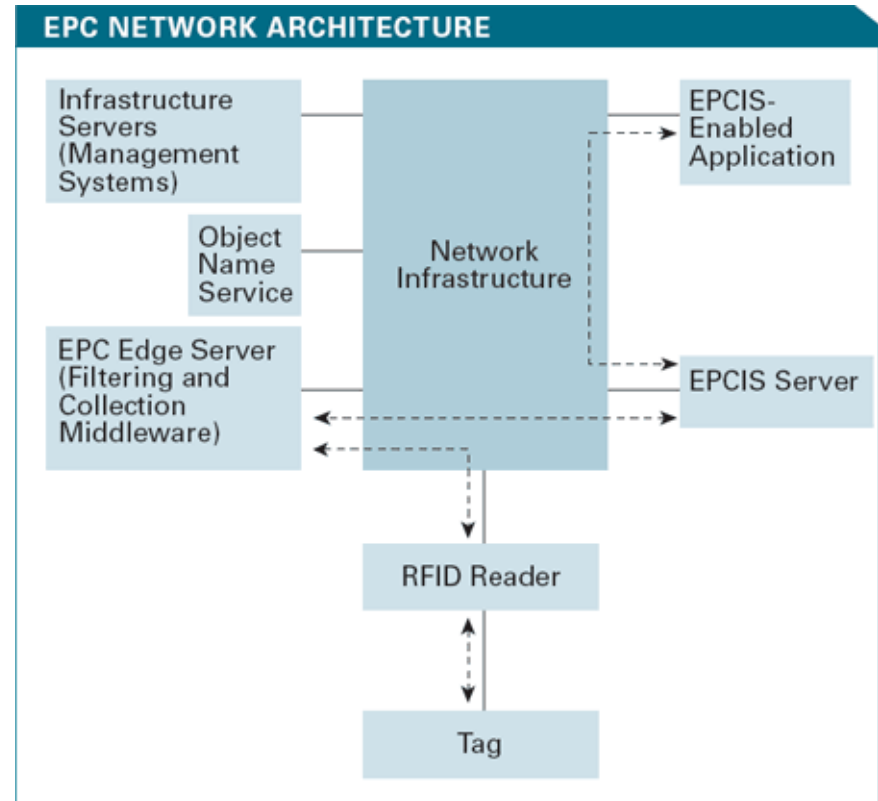 EPC NETWORK ARCHITECTURE
Infrastructure
Servers
(Management
Systems)
Object
Name
Service
EPC Edge Server
(Filtering and
Collection
Middleware)
Network
Infrastructure
EPCIS-
Enabled
Application
EPCIS Server
RFID Reader
Tag